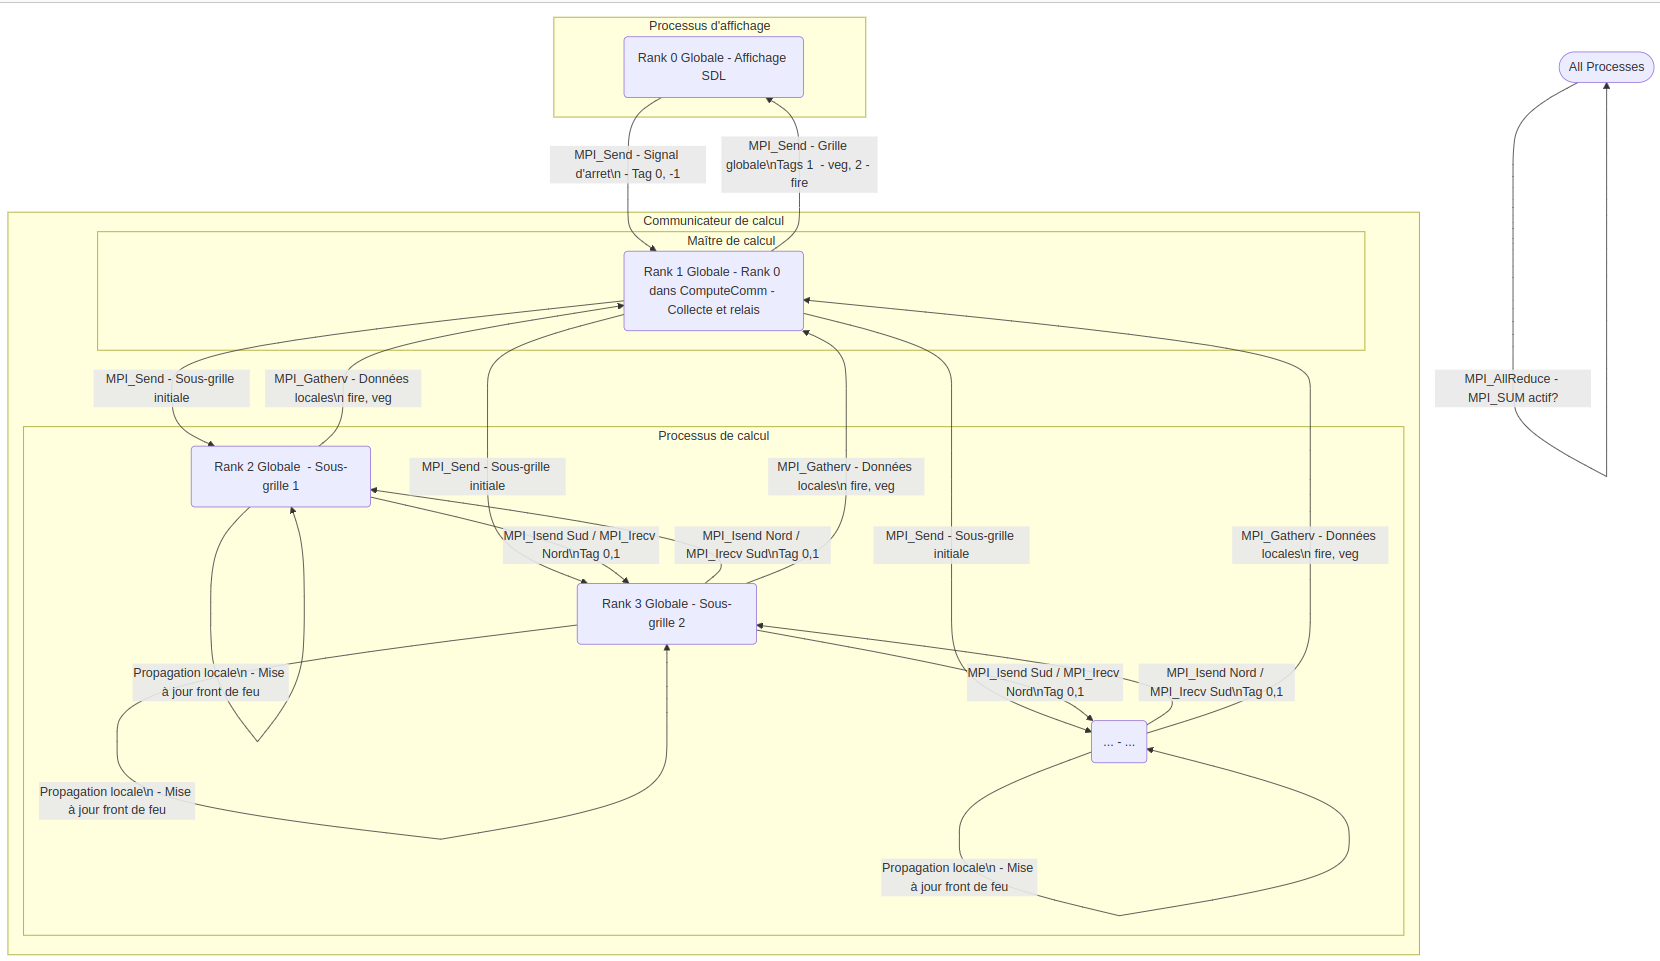 Processus d'affichage
Rank 0 Globale - Affichage
SDL
All Processes
MPI_Send - Signal
d'arret\n - Tag 0, -1
MPI_Send - Grille
globale\nTags 1  - veg, 2 -
fire
Communicateur de calcul
Maître de calcul
Rank 1 Globale - Rank 0
dans ComputeComm -
Collecte et relais
MPI_Send - Sous-grille
initiale
MPI_Gatherv - Données
locales\n fire, veg
MPI_AllReduce -
MPI_SUM actif?
Processus de calcul
Rank 2 Globale  - Sous-
grille 1
MPI_Send - Sous-grille
initiale
MPI_Gatherv - Données
locales\n fire, veg
MPI_Isend Sud / MPI_Irecv
Nord\nTag 0,1
MPI_Isend Nord /
MPI_Irecv Sud\nTag 0,1
MPI_Send - Sous-grille
initiale
MPI_Gatherv - Données
locales\n fire, veg
Rank 3 Globale - Sous-
grille 2
Propagation locale\n - Mise
à jour front de feu
MPI_Isend Sud / MPI_Irecv
Nord\nTag 0,1
MPI_Isend Nord /
MPI_Irecv Sud\nTag 0,1
... - ...
Propagation locale\n - Mise
à jour front de feu
Propagation locale\n - Mise
à jour front de feu